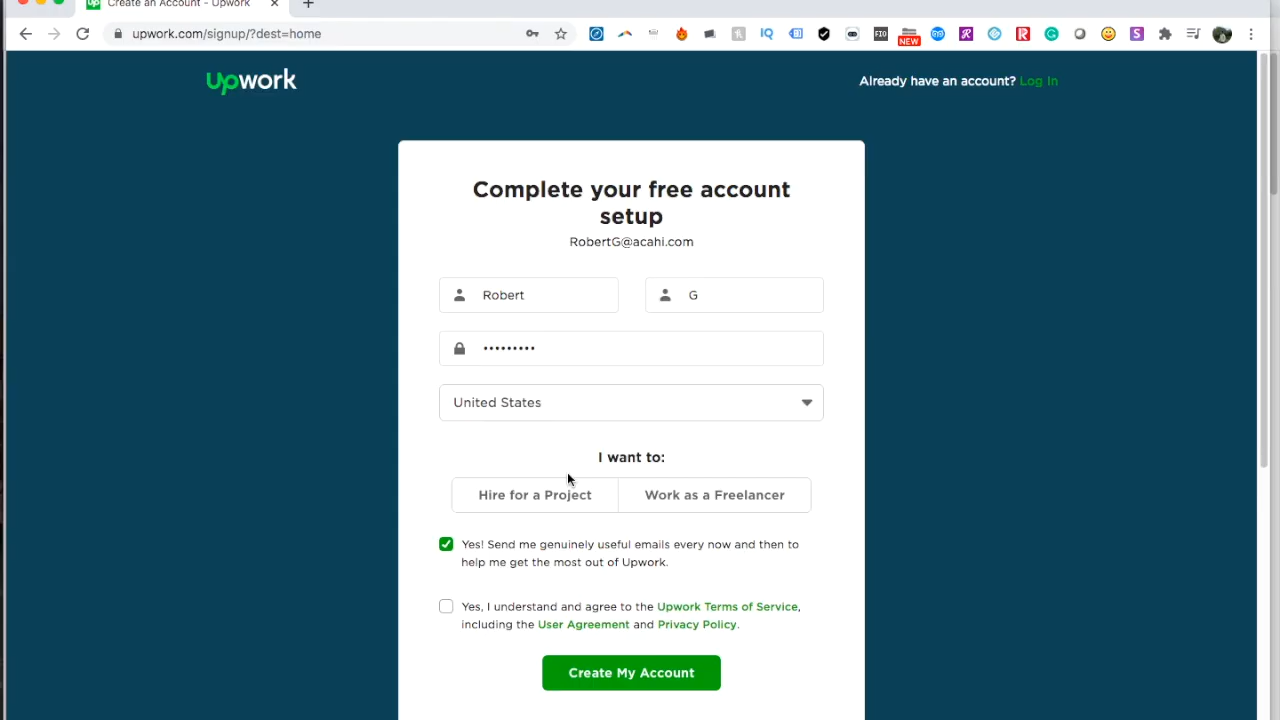 Create an Account - Upwork
upwork.com/signup/?dest=home
Upwork
Already have an account? Log In
Complete your free account
setup
RobertG@acahi.com
Robert
G
•••••••••
United States
I want to:
Hire for a Project
Work as a Freelancer
Yes! Send me genuinely useful emails every now and then to
help me get the most out of Upwork.
Yes, I understand and agree to the Upwork Terms of Service,
including the User Agreement and Privacy Policy.
Create My Account
IQ
FIO
NEW